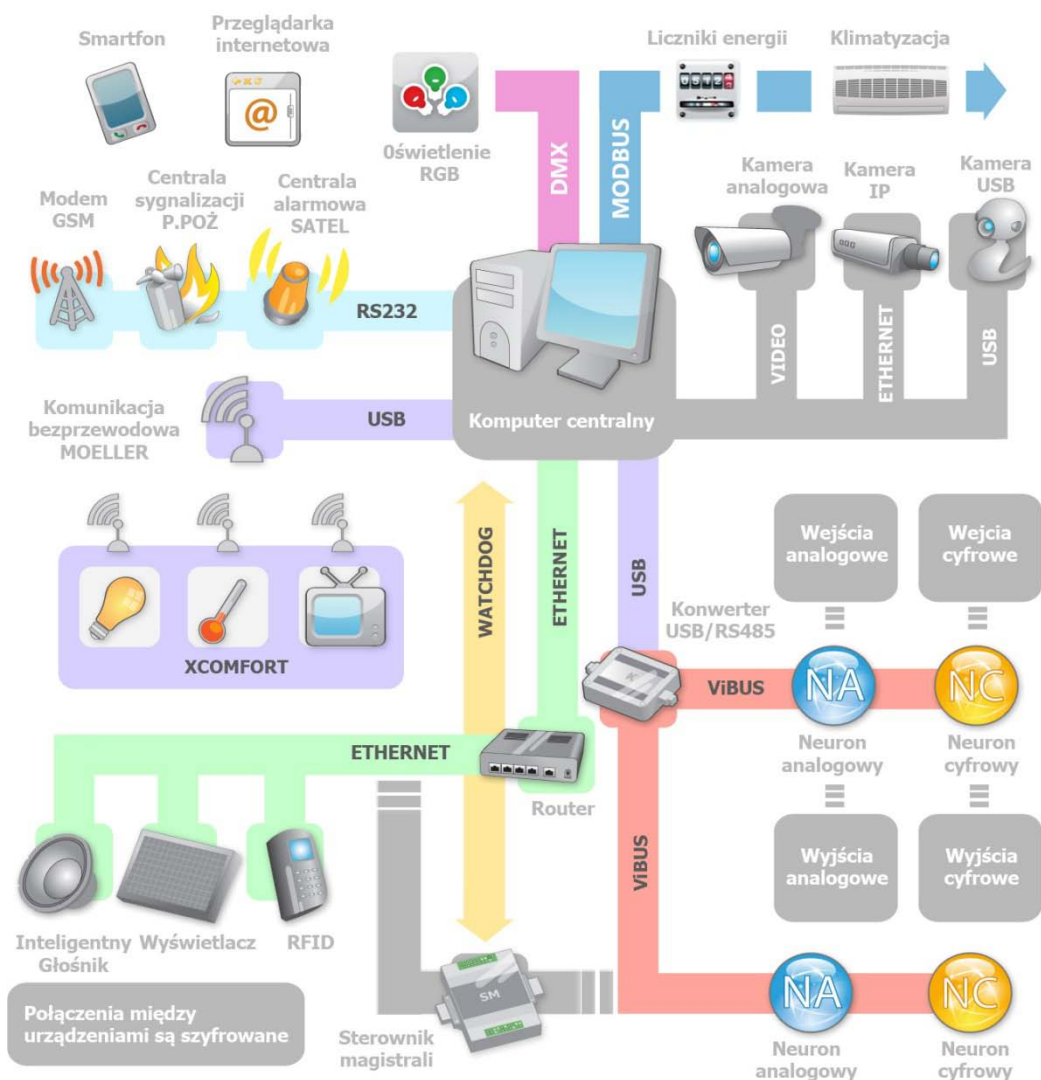 Smartfon
Przeglądarka
internetowa
Liczniki energii
Klimatyzacja
0świetlenie
RGB
DMX
MODBUS
Kamera
analogowa
Kamera
IP
Kamera
USB
Modem
GSM
Centrala
sygnalizacji
P.POŻ
Centrala
alarmowa
SATEL
RS232
VIDEO
ETHERNET
USB
Komunikacja
bezprzewodowa
MOELLER
USB
Komputer centralny
WATCHDOG
ETHERNET
USB
Wejścia
analogowe
Wejcia
cyfrowe
XCOMFORT
Konwerter
USB/RS485
K
ViBUS
NA
NC
Neuron
analogowy
Neuron
cyfrowy
ETHERNET
Router
ViBUS
Wyjścia
analogowe
Wyjścia
cyfrowe
Inteligentny
Głośnik
Wyświetlacz
RFID
SM
Sterownik
magistrali
NA
NC
Neuron
analogowy
Neuron
cyfrowy
Połączenia między
urządzeniami są szyfrowane